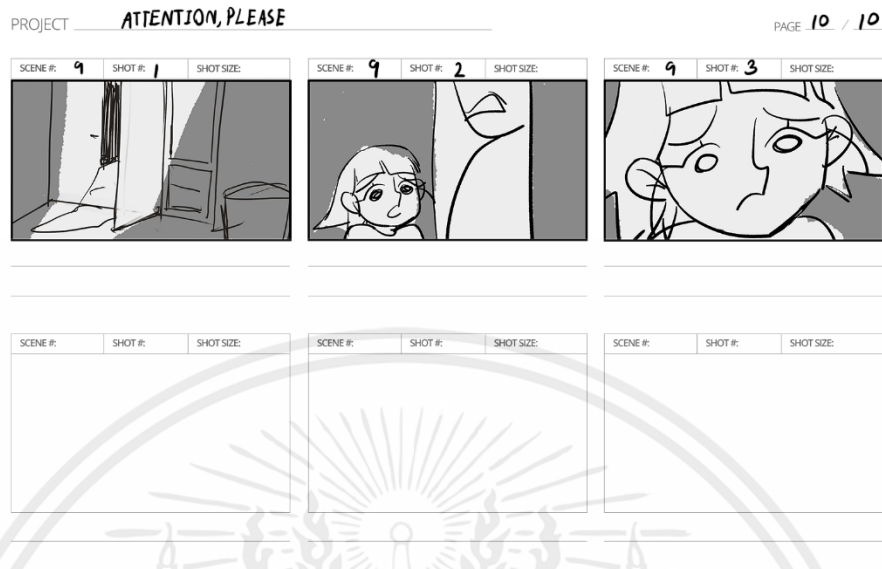 PROJECT ATTENTION, PLEASE
PAGE 10 / 10
SCENE #: 9 SHOT #: 1 SHOT SIZE:
SCENE #: 9 SHOT #: 2 SHOT SIZE:
SCENE #: 9 SHOT #: 3 SHOT SIZE:
SCENE #: SHOT #: SHOT SIZE:
SCENE #: SHOT #: SHOT SIZE:
SCENE #: SHOT #: SHOT SIZE: